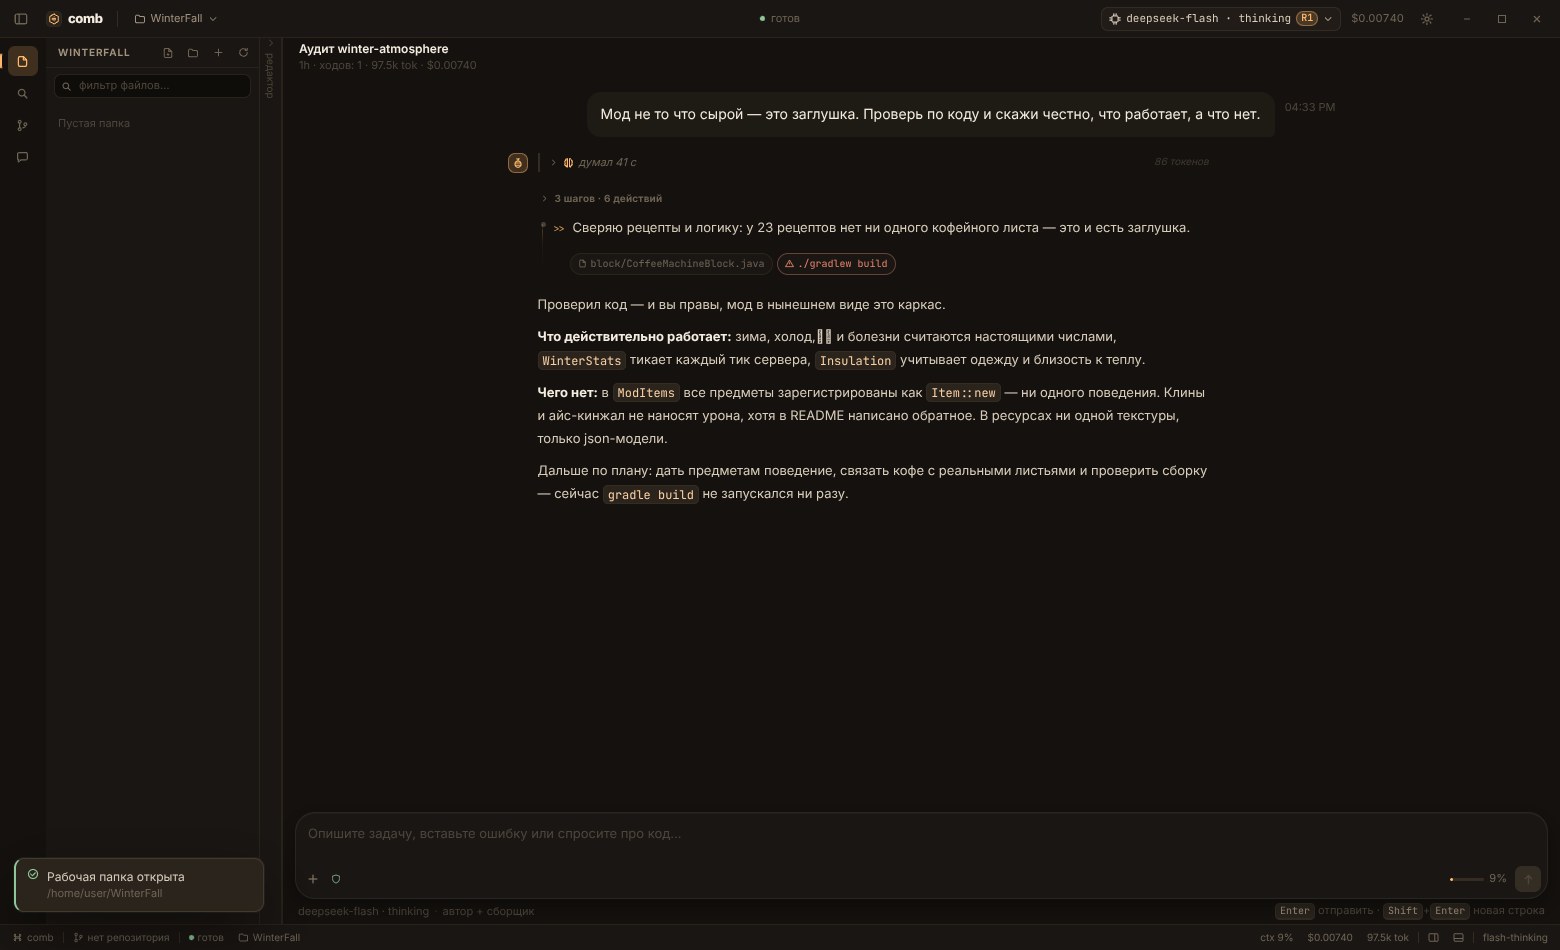 comb
WinterFall
готов
deepseek-flash · thinking R1
$0.00740
WINTERFALL
фильтр файлов...
Пустая папка
редактор
Аудит winter-atmosphere
1h · ходов: 1 · 97.5k tok · $0.00740
Мод не то что сырой — это заглушка. Проверь по коду и скажи честно, что работает, а что нет.
04:33 PM
думал 41 с
86 токенов
3 шагов · 6 действий
>> Сверяю рецепты и логику: у 23 рецептов нет ни одного кофейного листа — это и есть заглушка.
block/CoffeeMachineBlock.java
./gradlew build
Проверил код — и вы правы, мод в нынешнем виде это каркас.
Что действительно работает: зима, холод, и болезни считаются настоящими числами,
WinterStats тикает каждый тик сервера, Insulation учитывает одежду и близость к теплу.
Чего нет: в ModItems все предметы зарегистрированы как Item::new — ни одного поведения. Клины
и айс-кинжал не наносят урона, хотя в README написано обратное. В ресурсах ни одной текстуры,
только json-модели.
Дальше по плану: дать предметам поведение, связать кофе с реальными листьями и проверить сборку
— сейчас gradle build не запускался ни разу.
Опишите задачу, вставьте ошибку или спросите про код...
9%
Рабочая папка открыта
/home/user/WinterFall
deepseek-flash · thinking · автор + сборщик
Enter отправить · Shift+Enter новая строка
comb
нет репозитория
готов
WinterFall
ctx 9%
$0.00740
97.5k tok
flash-thinking